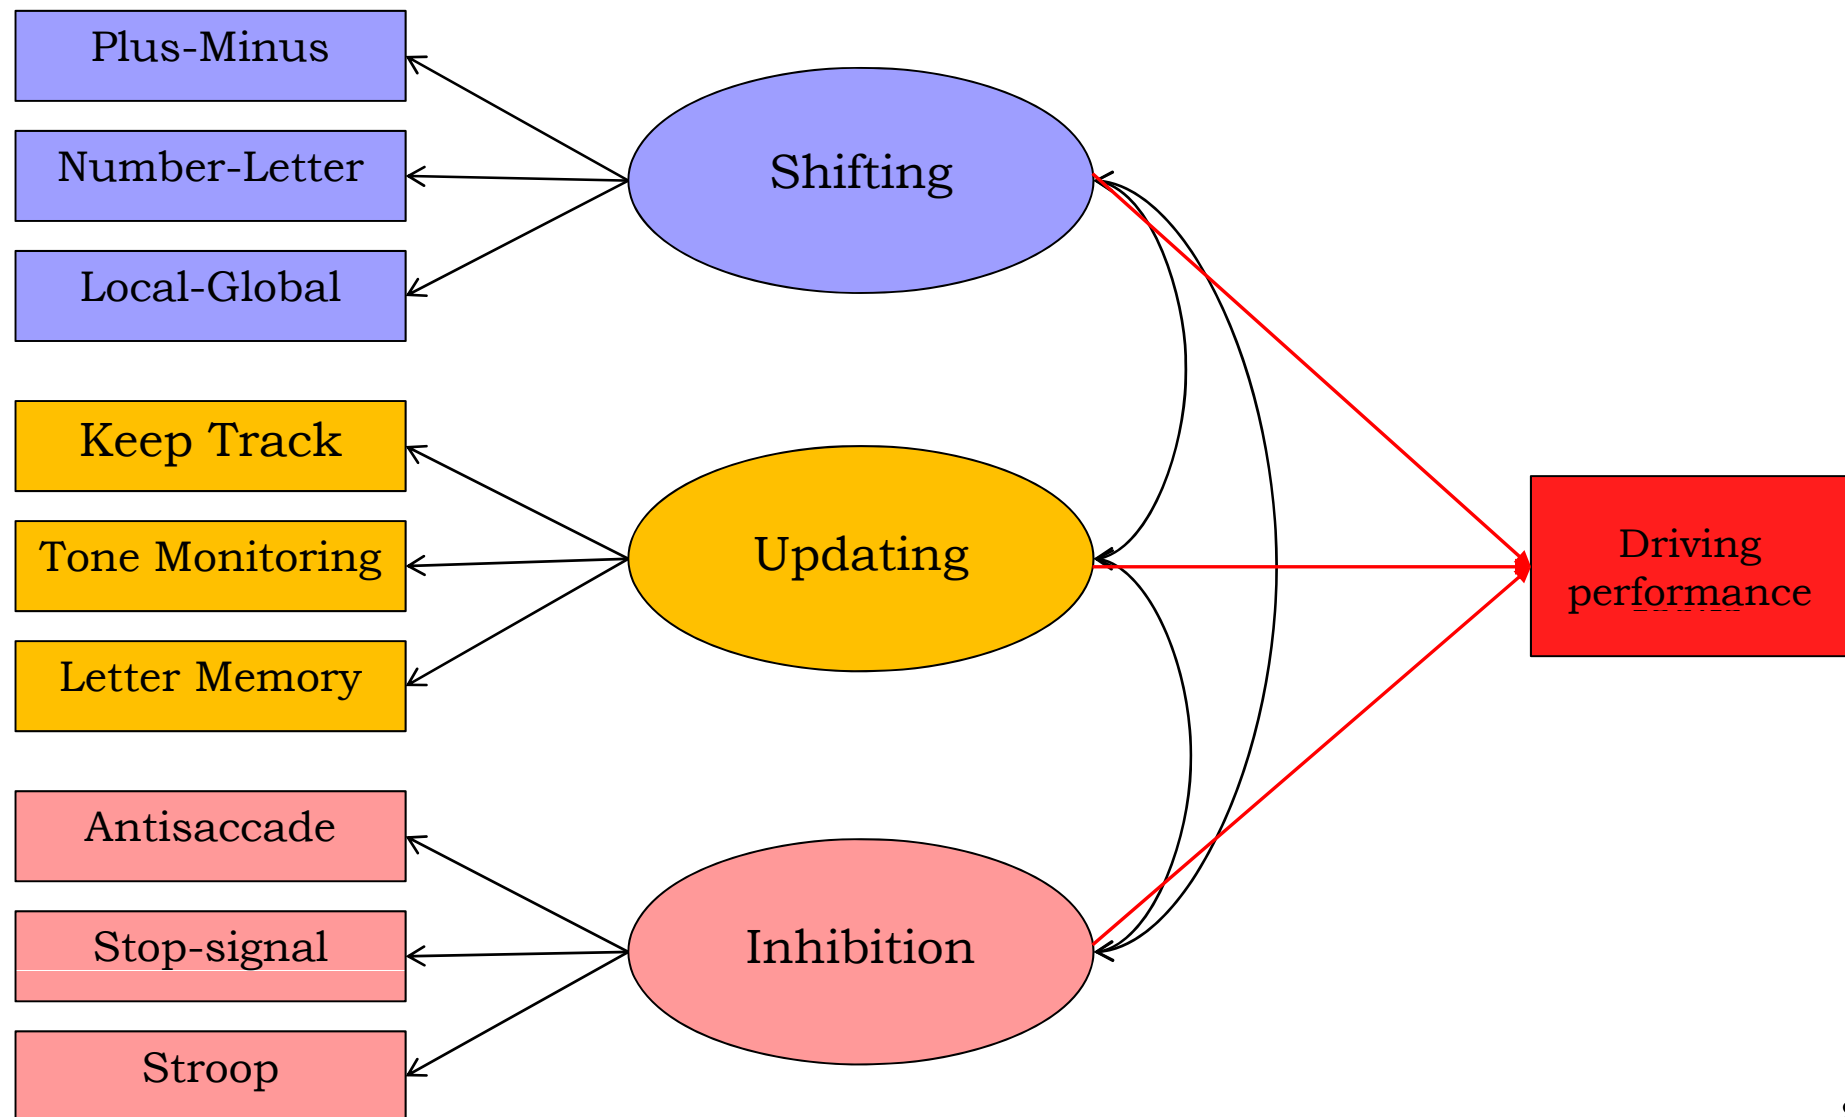 Plus-Minus
Number-Letter
Local-Global
Shifting
Keep Track
Tone Monitoring
Letter Memory
Updating
Antisaccade
Stop-signal
Stroop
Inhibition
Driving
performance